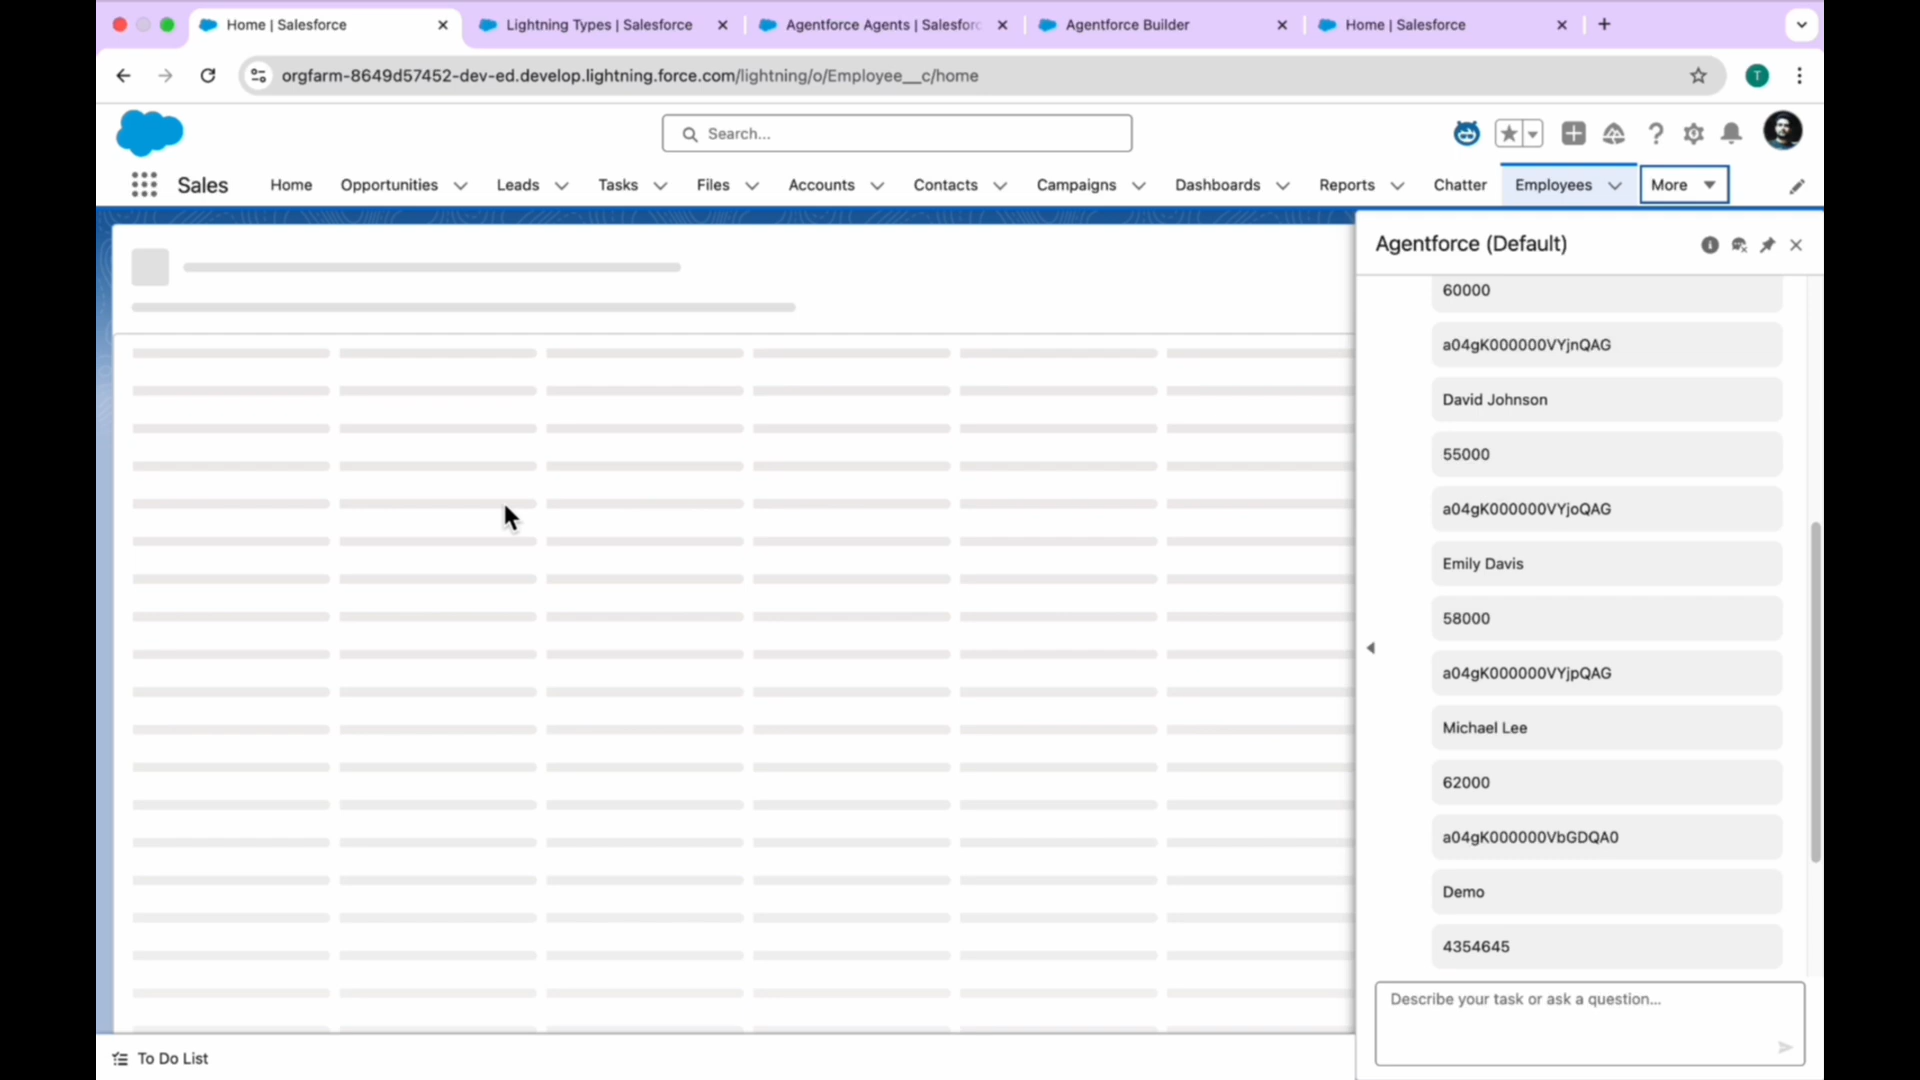 Home | Salesforce
Lightning Types | Salesforce
Agentforce Agents | Salesforc
Agentforce Builder
Home | Salesforce
orgfarm-8649d57452-dev-ed.develop.lightning.force.com/lightning/o/Employee__c/home
T
Search...
Sales
Home
Opportunities
Leads
Tasks
Files
Accounts
Contacts
Campaigns
Dashboards
Reports
Chatter
Employees
More
Agentforce (Default)
60000
a04gK000000VYjnQAG
David Johnson
55000
a04gK000000VYjoQAG
Emily Davis
58000
a04gK000000VYjpQAG
Michael Lee
62000
a04gK000000VbGDQA0
Demo
4354645
Describe your task or ask a question...
To Do List